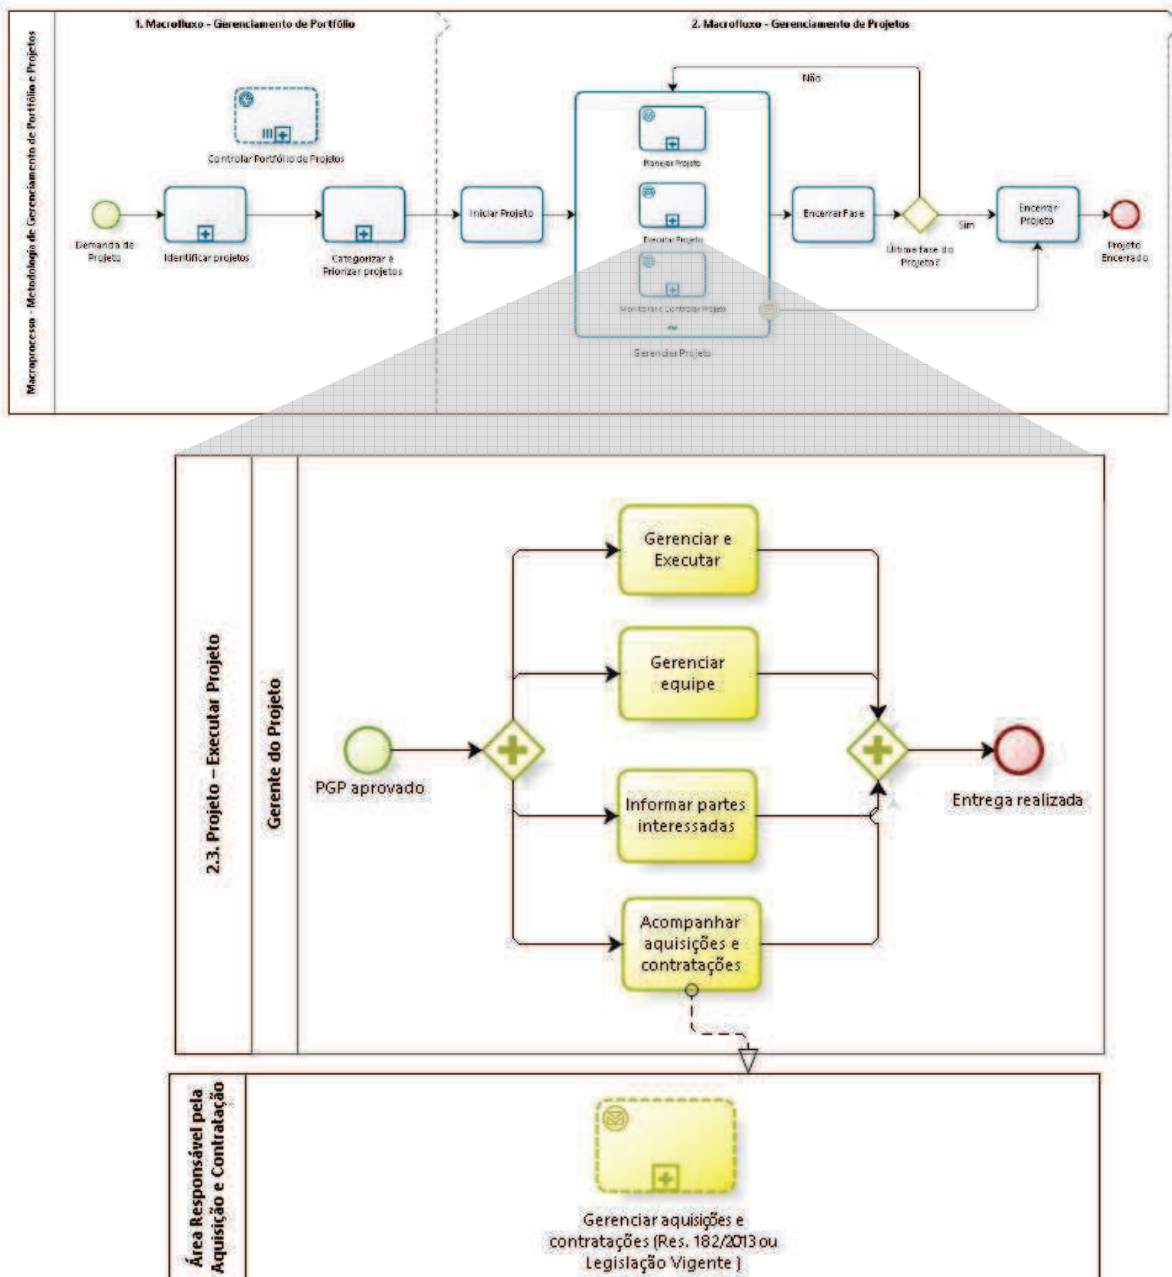 1. Macrofluxo - Gerenciamento de Portfólio
2. Macrofluxo - Gerenciamento de Projetos
Macroprocesso - Metodologia de Gerenciamento de Portfólio e Projetos
Não
Controlar Portfólio de Projetos
Planejar Projeto
Demanda de
Projeto
Identificar projetos
Categorizar e
Priorizar projetos
Iniciar Projeto
Executar Projeto
Encerrar Fase
Última fase do
Projeto?
Sim
Encerrar
Projeto
Projeto
Encerrado
Monitorar e Controlar Projeto
Gerenciar Projeto
2.3. Projeto – Executar Projeto
Gerente do Projeto
PGP aprovado
Gerenciar e
Executar
Gerenciar
equipe
Informar partes
interessadas
Acompanhar
aquisições e
contratações
Entrega realizada
Área Responsável pela
Aquisição e Contratação
Gerenciar aquisições e
contratações (Res. 182/2013 ou
Legislação Vigente )